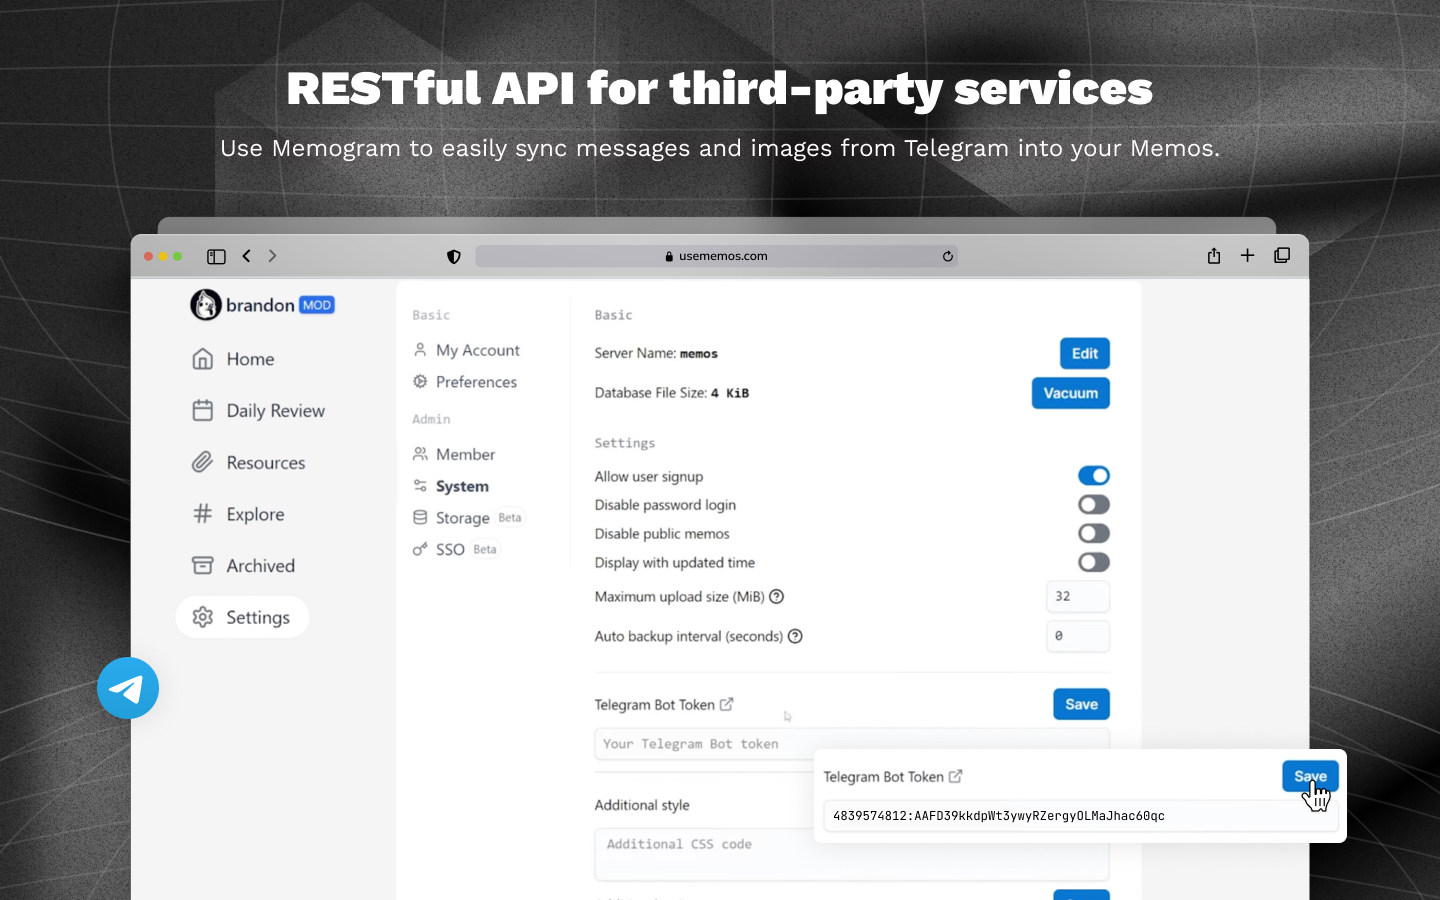 RESTful API for third-party services
Use Memogram to easily sync messages and images from Telegram into your Memos.
usememos.com
brandon MOD
Home
Daily Review
Resources
Explore
Archived
Settings
Basic
My Account
Preferences
Admin
Member
System
Storage Beta
SSO Beta
Basic
Server Name: memos
Edit
Database File Size: 4 KiB
Vacuum
Settings
Allow user signup
Disable password login
Disable public memos
Display with updated time
Maximum upload size (MiB)
32
Auto backup interval (seconds)
0
Telegram Bot Token
Save
Your Telegram Bot token
Telegram Bot Token
Save
4839574812:AAFD39kkdpWt3ywyRZergyOLMaJhac60qc
Additional style
Additional CSS code